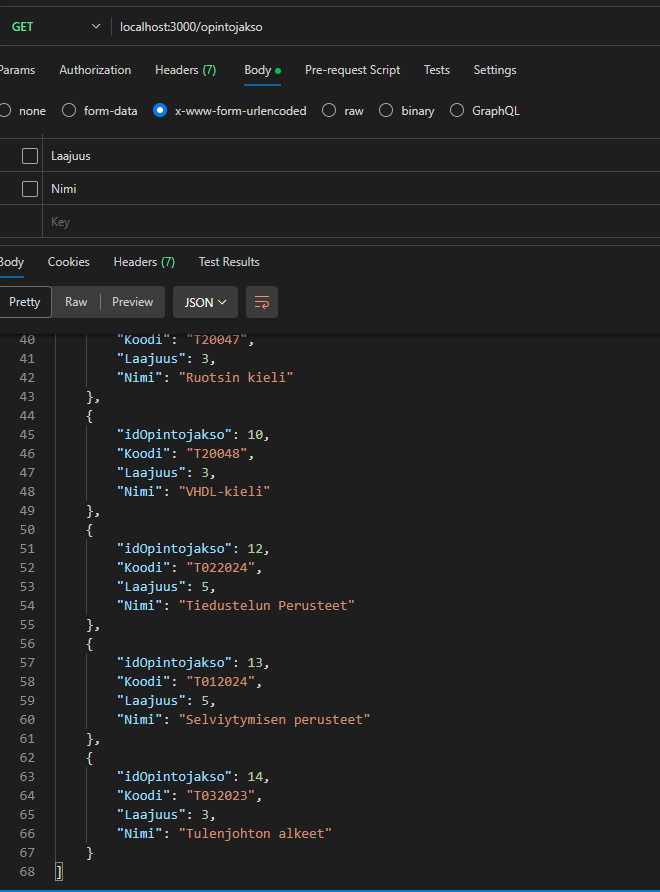 GET localhost:3000/opintojakso
Params Authorization Headers (7) Body Pre-request Script Tests Settings
none form-data x-www-form-urlencoded raw binary GraphQL
Laajuus
Nimi
Key
Body Cookies Headers (7) Test Results
Pretty Raw Preview JSON
40 "Koodi": "T20047",
41 "Laajuus": 3,
42 "Nimi": "Ruotsin kieli"
43 },
44 {
45 "idOpintojakso": 10,
46 "Koodi": "T20048",
47 "Laajuus": 3,
48 "Nimi": "VHDL-kieli"
49 },
50 {
51 "idOpintojakso": 12,
52 "Koodi": "T022024",
53 "Laajuus": 5,
54 "Nimi": "Tiedustelun Perusteet"
55 },
56 {
57 "idOpintojakso": 13,
58 "Koodi": "T012024",
59 "Laajuus": 5,
60 "Nimi": "Selviytymisen perusteet"
61 },
62 {
63 "idOpintojakso": 14,
64 "Koodi": "T032023",
65 "Laajuus": 3,
66 "Nimi": "Tulenjohton alkeet"
67 }
68 ]